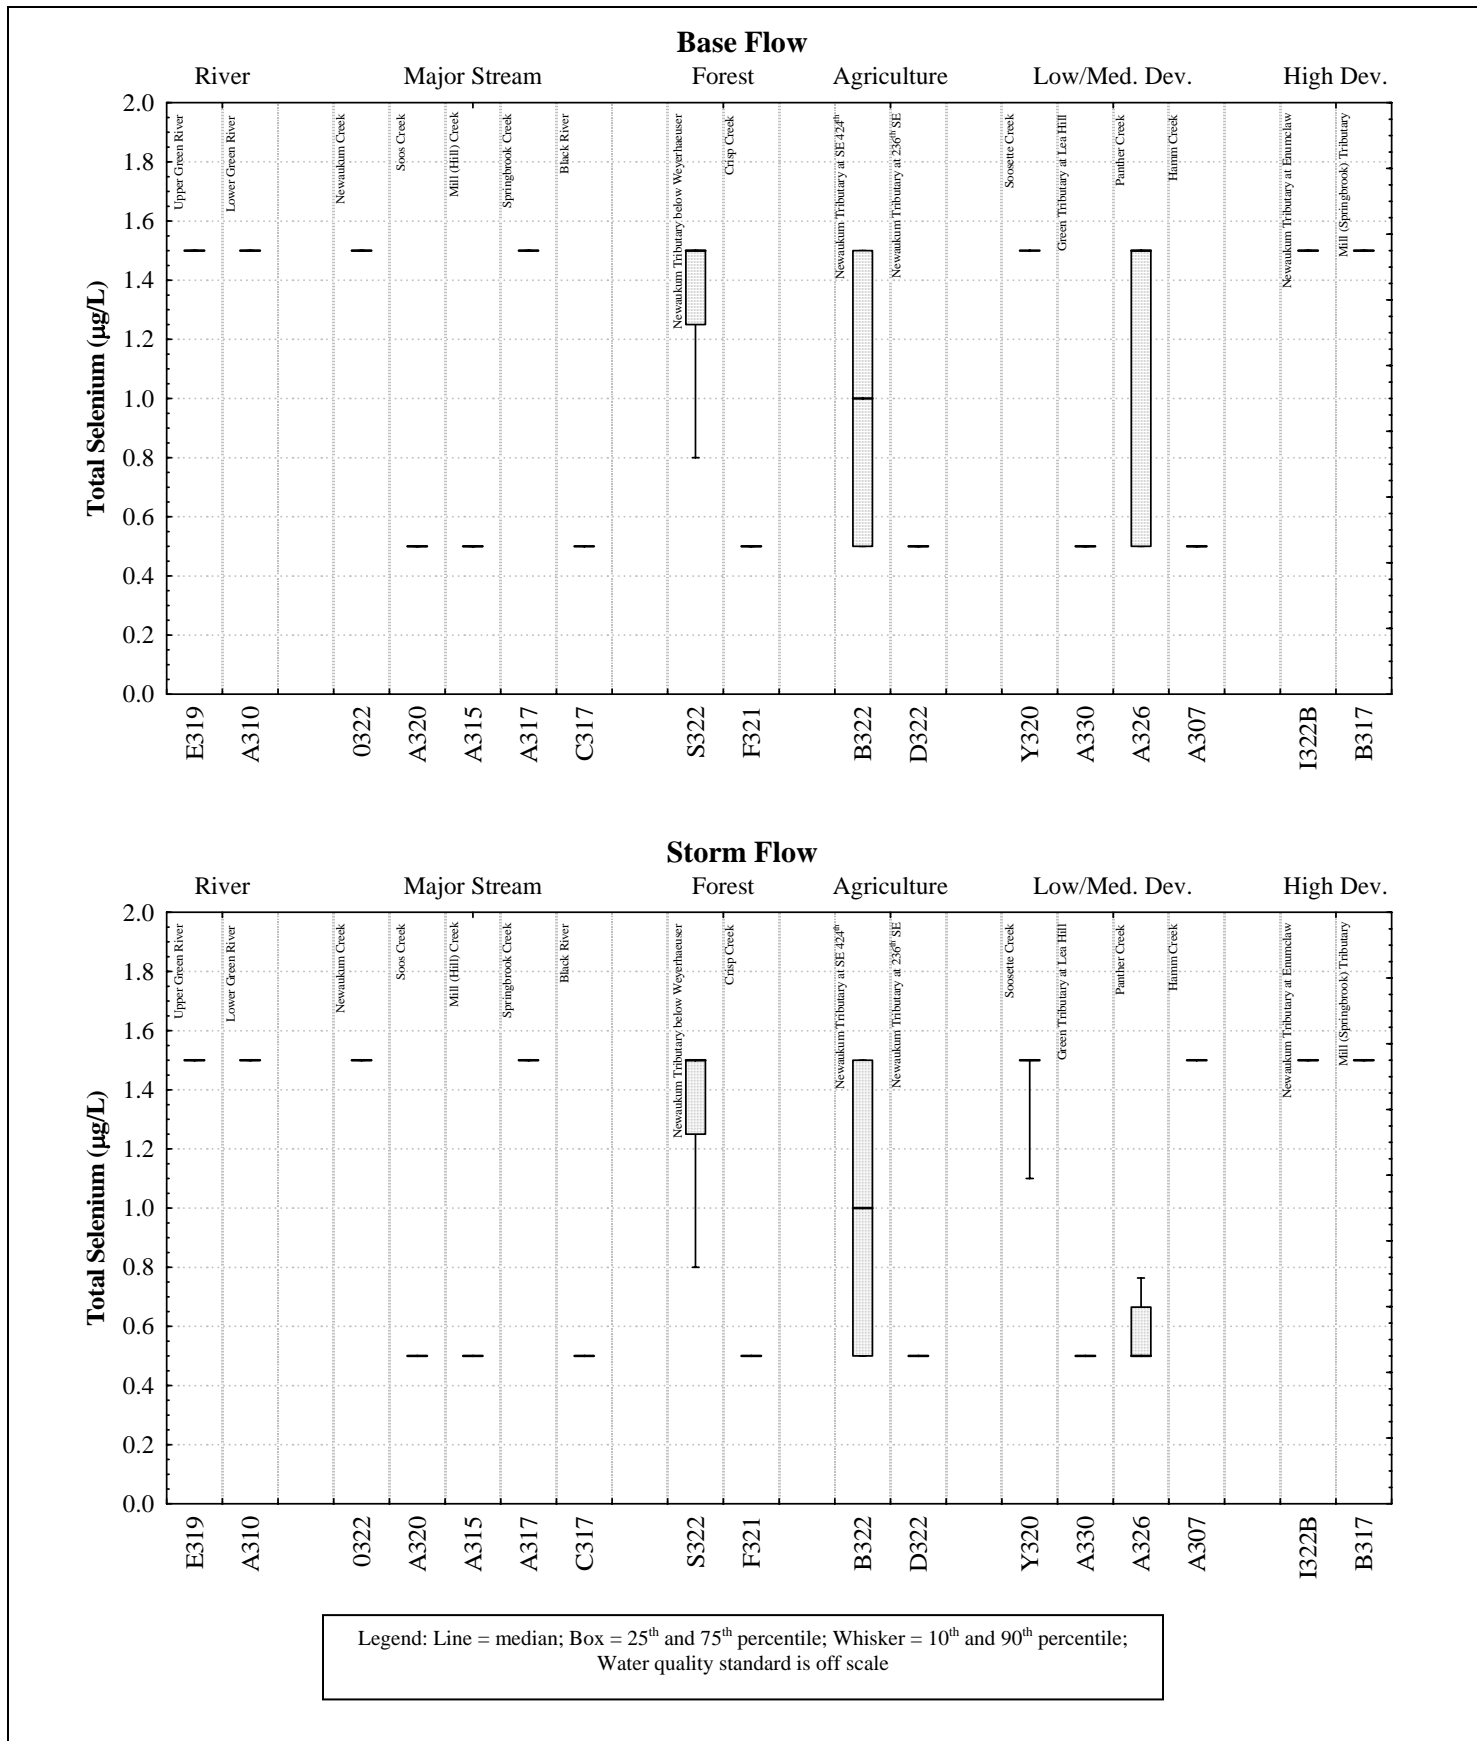 Base Flow
River Major Stream Forest Agriculture Low/Med. Dev. High Dev.
Total Selenium (µg/L)
2.0
1.8
1.6
1.4
1.2
1.0
0.8
0.6
0.4
0.2
0.0
Upper Green River
Lower Green River
Newaukum Creek
Soos Creek
Mill (Hill) Creek
Springbrook Creek
Black River
Newaukum Tributary below Weyerhaeuser
Crisp Creek
Newaukum Tributary at SE 424th
Newaukum Tributary at 236th SE
Soosette Creek
Green Tributary at Lea Hill
Panther Creek
Hamm Creek
Newaukum Tributary at Enumclaw
Mill (Springbrook) Tributary
E319 A310 0322 A320 A315 A317 C317 S322 F321 B322 D322 Y320 A330 A326 A307 I322B B317
Storm Flow
River Major Stream Forest Agriculture Low/Med. Dev. High Dev.
Total Selenium (µg/L)
2.0
1.8
1.6
1.4
1.2
1.0
0.8
0.6
0.4
0.2
0.0
Upper Green River
Lower Green River
Newaukum Creek
Soos Creek
Mill (Hill) Creek
Springbrook Creek
Black River
Newaukum Tributary below Weyerhaeuser
Crisp Creek
Newaukum Tributary at SE 424th
Newaukum Tributary at 236th SE
Soosette Creek
Green Tributary at Lea Hill
Panther Creek
Hamm Creek
Newaukum Tributary at Enumclaw
Mill (Springbrook) Tributary
E319 A310 0322 A320 A315 A317 C317 S322 F321 B322 D322 Y320 A330 A326 A307 I322B B317
Legend: Line = median; Box = 25th and 75th percentile; Whisker = 10th and 90th percentile;
Water quality standard is off scale